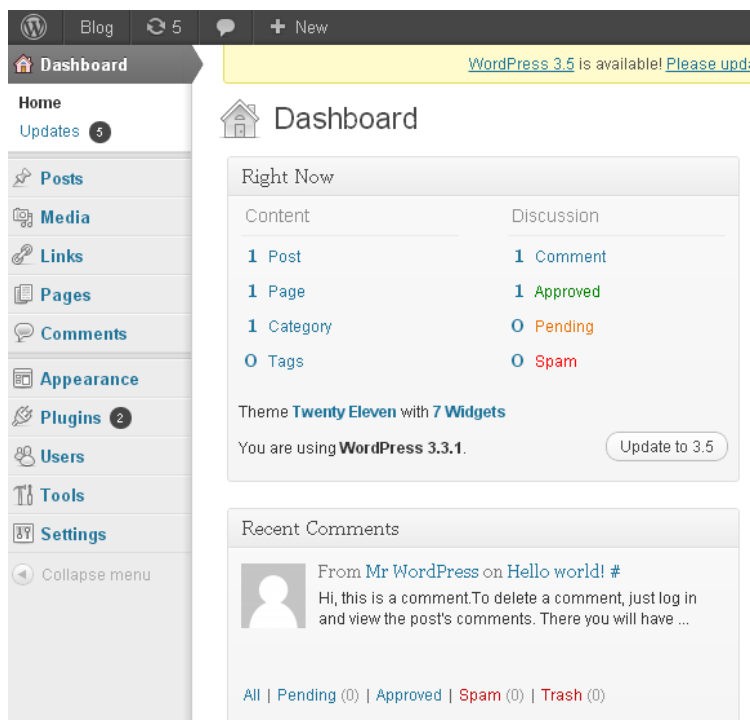 Blog 5 + New
Dashboard
WordPress 3.5 is available! Please upda
Home
Updates 5
Posts
Media
Links
Pages
Comments
Appearance
Plugins 2
Users
Tools
Settings
Collapse menu
Dashboard
Right Now
Content Discussion
1 Post 1 Comment
1 Page 1 Approved
1 Category 0 Pending
0 Tags 0 Spam
Theme Twenty Eleven with 7 Widgets
You are using WordPress 3.3.1. Update to 3.5
Recent Comments
From Mr WordPress on Hello world! #
Hi, this is a comment.To delete a comment, just log in
and view the post's comments. There you will have ...
All | Pending (0) | Approved | Spam (0) | Trash (0)